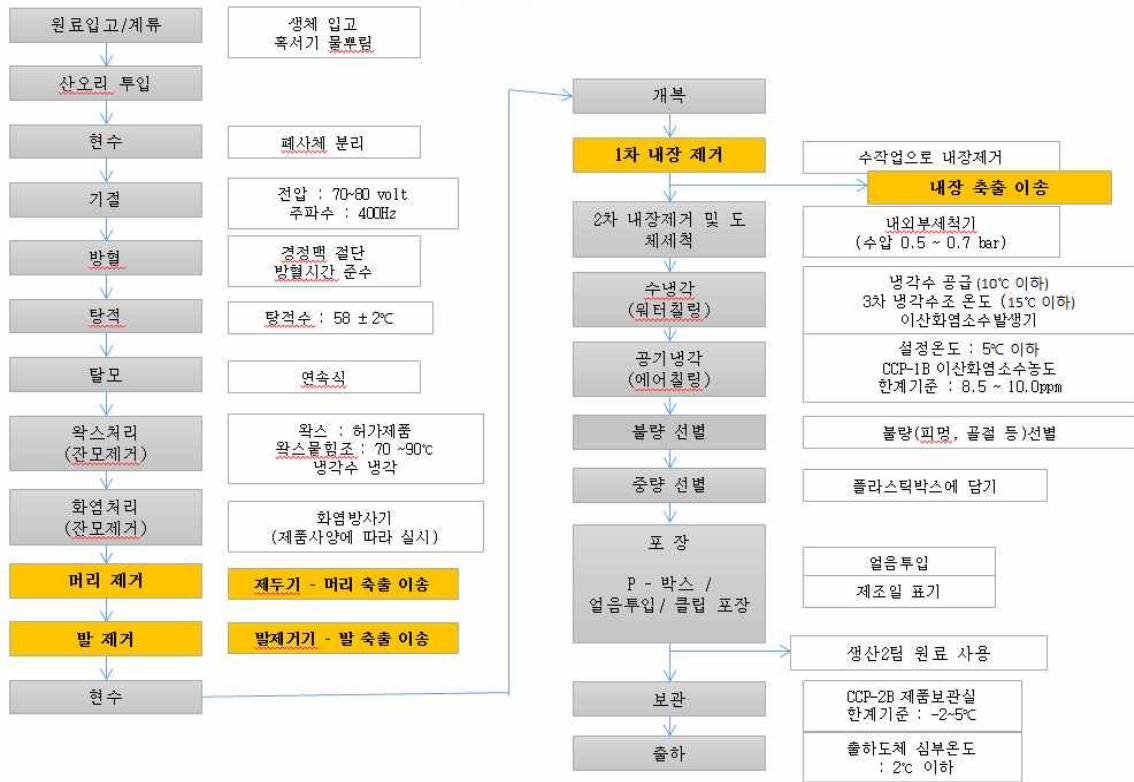 원료입고/계류
생체 입고
혹서기 물뿌림
산오리 투입
현수
폐사체 분리
기절
전압 : 70~80 volt
주파수 : 400Hz
방혈
경정맥 절단
방혈시간 준수
탕적
탕적수 : 58 ±2℃
탈모
연속식
왁스처리
(잔모제거)
왁스 : 허가제품
왁스뭍힘조 : 70 ~90℃
냉각수 냉각
화염처리
(잔모제거)
화염방사기
(제품사양에 따라 실시)
머리 제거
제두기 - 머리 축출 이송
발 제거
발제거기 - 발 축출 이송
현수
개복
1차 내장 제거
수작업으로 내장제거
내장 축출 이송
2차 내장제거 및 도
체세척
내외부세척기
(수압 0.5 ~ 0.7 bar)
수냉각
(워터칠링)
냉각수 공급(10℃ 이하)
3차 냉각수조 온도 (15℃ 이하)
이산화염소수발생기
공기냉각
(에어칠링)
설정온도 : 5℃ 이하
CCP-1B 이산화염소수농도
한계기준 : 8.5 ~ 10.0ppm
불량 선별
불량(피멍, 골절 등)선별
중량 선별
플라스틱박스에 담기
포 장
P - 박스 /
얼음투입/ 클립 포장
얼음투입
제조일 표기
생산2팀 원료 사용
보관
CCP-2B 제품보관실
한계기준 : -2~5℃
출하
출하도체 심부온도
: 2℃ 이하